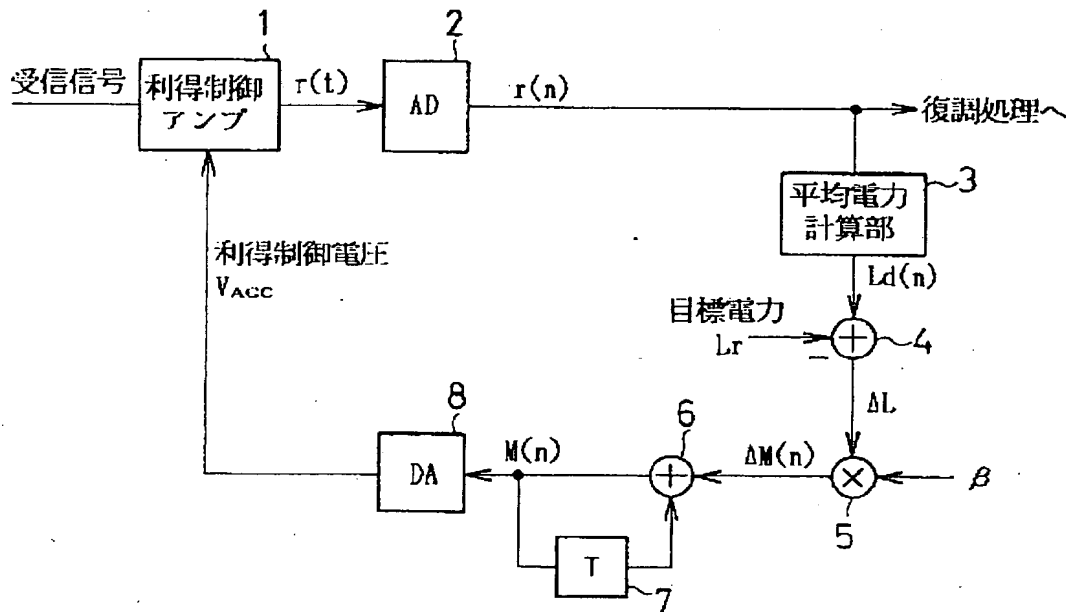 1
2
受信信号
利得制御
アンプ
r(t)
AD
r(n)
復調処理へ
平均電力
計算部
3
利得制御電圧
VAGC
Ld(n)
目標電力
Lr
−
+
4
ΔL
8
6
M(n)
ΔM(n)
DA
+
×
β
5
T
7